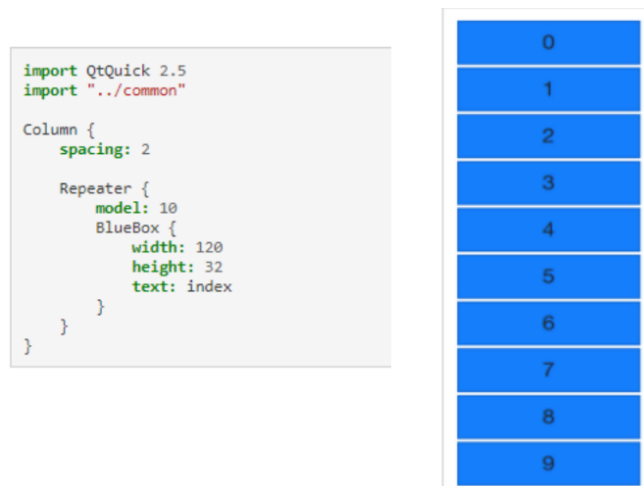 import QtQuick 2.5
import "../common"
Column {
spacing: 2
Repeater {
model: 10
BlueBox {
width: 120
height: 32
text: index
}
}
}
0
1
2
3
4
5
6
7
8
9